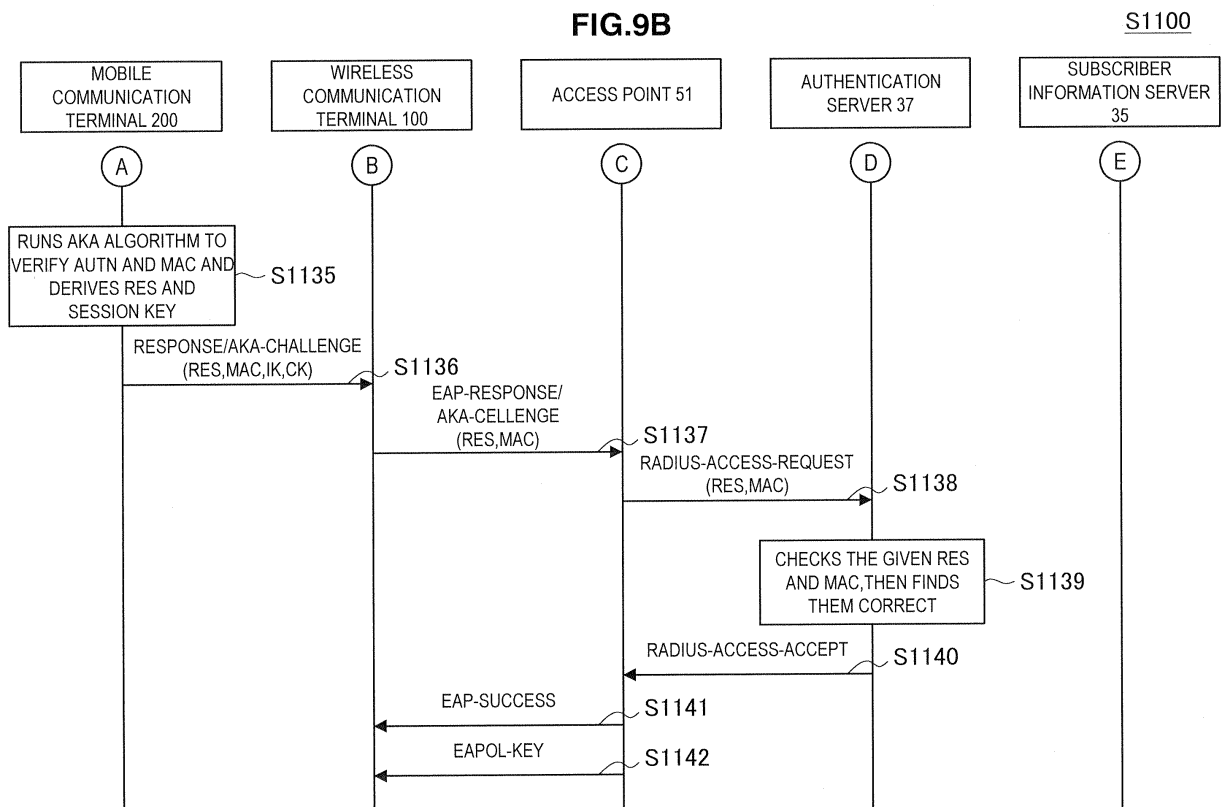 FIG.9B
S1100
MOBILE
COMMUNICATION
TERMINAL 200
WIRELESS
COMMUNICATION
TERMINAL 100
ACCESS POINT 51
AUTHENTICATION
SERVER 37
SUBSCRIBER
INFORMATION SERVER
35
A
B
C
D
E
RUNS AKA ALGORITHM TO
VERIFY AUTN AND MAC AND
DERIVES RES AND
SESSION KEY
S1135
RESPONSE/AKA-CHALLENGE
(RES,MAC,IK,CK)
S1136
EAP-RESPONSE/
AKA-CELLENGE
(RES,MAC)
S1137
RADIUS-ACCESS-REQUEST
(RES,MAC)
S1138
CHECKS THE GIVEN RES
AND MAC,THEN FINDS
THEM CORRECT
S1139
RADIUS-ACCESS-ACCEPT
S1140
EAP-SUCCESS
S1141
EAPOL-KEY
S1142